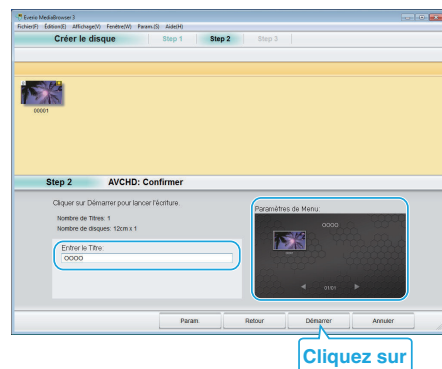 Everio MediaBrowser 3
Fichier(F) Édition(E) Affichage(V) Fenêtre(W) Param.(S) Aide(H)
Créer le disque Step 1 Step 2 Step 3
00001
Step 2 AVCHD: Confirmer
Cliquer sur Démarrer pour lancer l'écriture.
Nombre de Titres: 1
Nombre de disques: 12cm x 1
Entrer le Titre:
OOOO
Paramètres de Menu:
OOOO
01/01
Param. Retour Démarrer Annuler
Cliquez sur